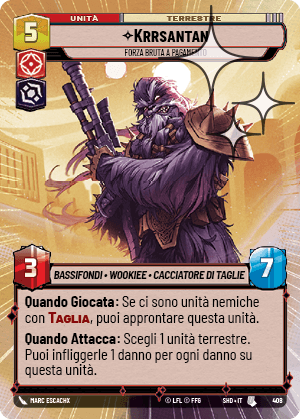 UNITÀ
TERRESTRE
5
✧KRRSANTAN
FORZA BRUTA A PAGAMENTO
3
7
BASSIFONDI • WOOKIEE • CACCIATORE DI TAGLIE
Quando Giocata: Se ci sono unità nemiche
con TAGLIA, puoi approntare questa unità.
Quando Attacca: Scegli 1 unità terrestre.
Puoi infliggerle 1 danno per ogni danno su
questa unità.
MARC ESCACHX
© LFL © FFG
SHD • IT
408